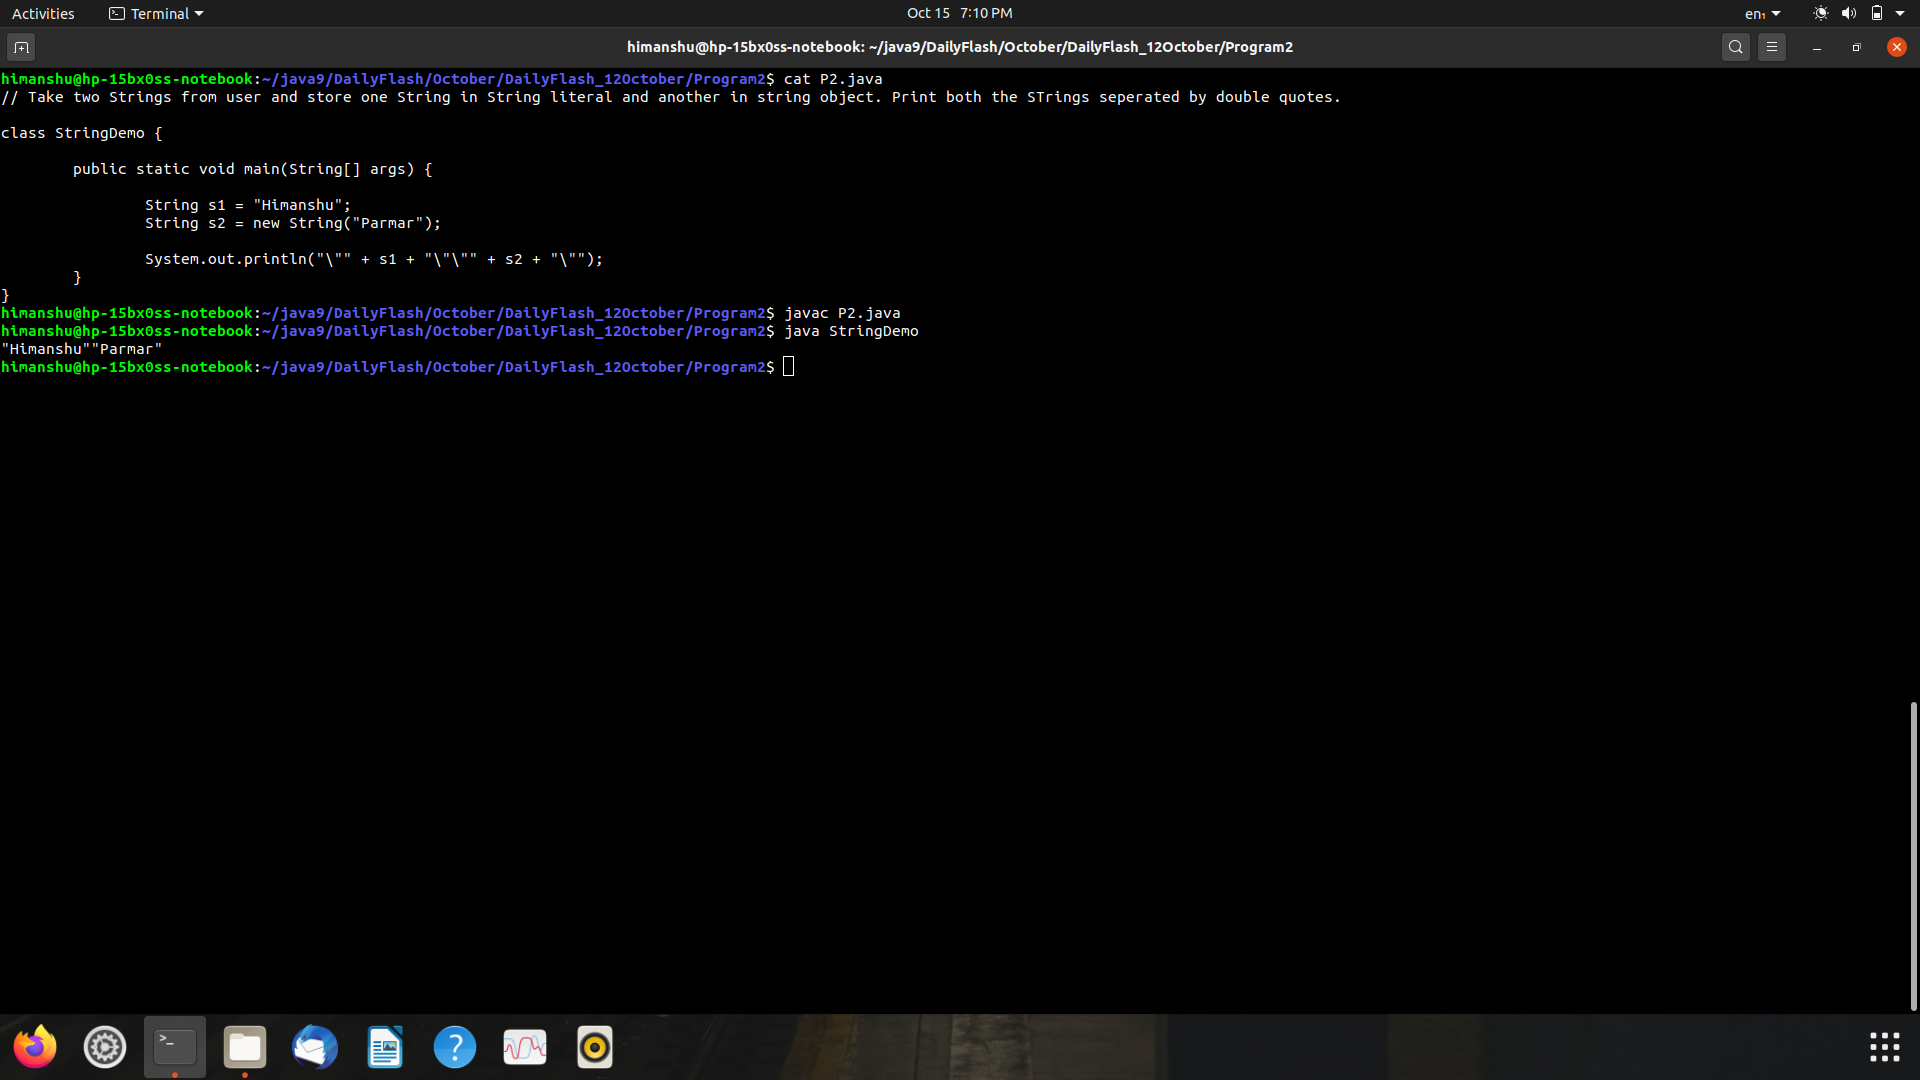 Activities Terminal Oct 15 7:10 PM en₁
himanshu@hp-15bx0ss-notebook: ~/java9/DailyFlash/October/DailyFlash_12October/Program2
himanshu@hp-15bx0ss-notebook:~/java9/DailyFlash/October/DailyFlash_12October/Program2$ cat P2.java
// Take two Strings from user and store one String in String literal and another in string object. Print both the STrings seperated by double quotes.
class StringDemo {
public static void main(String[] args) {
String s1 = "Himanshu";
String s2 = new String("Parmar");
System.out.println("\"" + s1 + "\"\"" + s2 + "\"");
}
}
himanshu@hp-15bx0ss-notebook:~/java9/DailyFlash/October/DailyFlash_12October/Program2$ javac P2.java
himanshu@hp-15bx0ss-notebook:~/java9/DailyFlash/October/DailyFlash_12October/Program2$ java StringDemo
"Himanshu""Parmar"
himanshu@hp-15bx0ss-notebook:~/java9/DailyFlash/October/DailyFlash_12October/Program2$